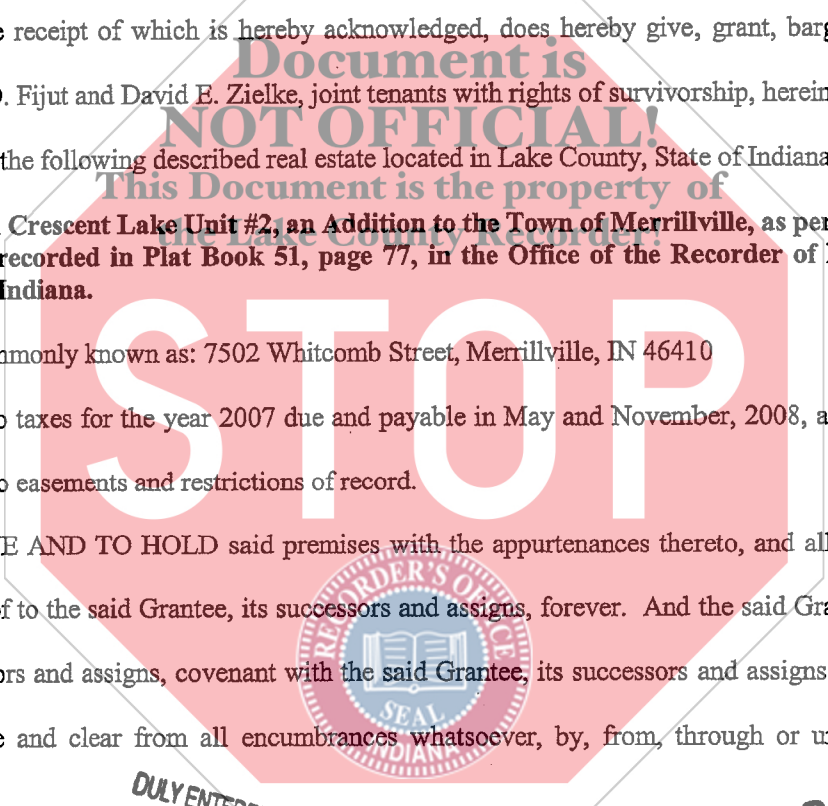 receipt of which is hereby acknowledged, does hereby give, grant,
Document is
Fijut and David E. Zielke, joint tenants with rights of survivorship,
NOT OFFICIAL!
the following described real estate located in Lake County, State of Indiana
This Document is the property of
Crescent Lake Unit #2, an Addition to the Town of Merrillville, as per
the Lake County Recorder!
recorded in Plat Book 51, page 77, in the Office of the Recorder of
Indiana.
STOP
known as: 7502 Whitcomb Street, Merrillville, IN 46410
taxes for the year 2007 due and payable in May and November, 2008,
easements and restrictions of record.
AND TO HOLD said premises with the appurtenances thereto, and all
RECORDER'S OFFICE
to the said Grantee, its successors and assigns, forever. And the said
and assigns, covenant with the said Grantee, its successors and assigns
SEAL
and clear from all encumbrances whatsoever, by, from, through or
INDIANA
DULY